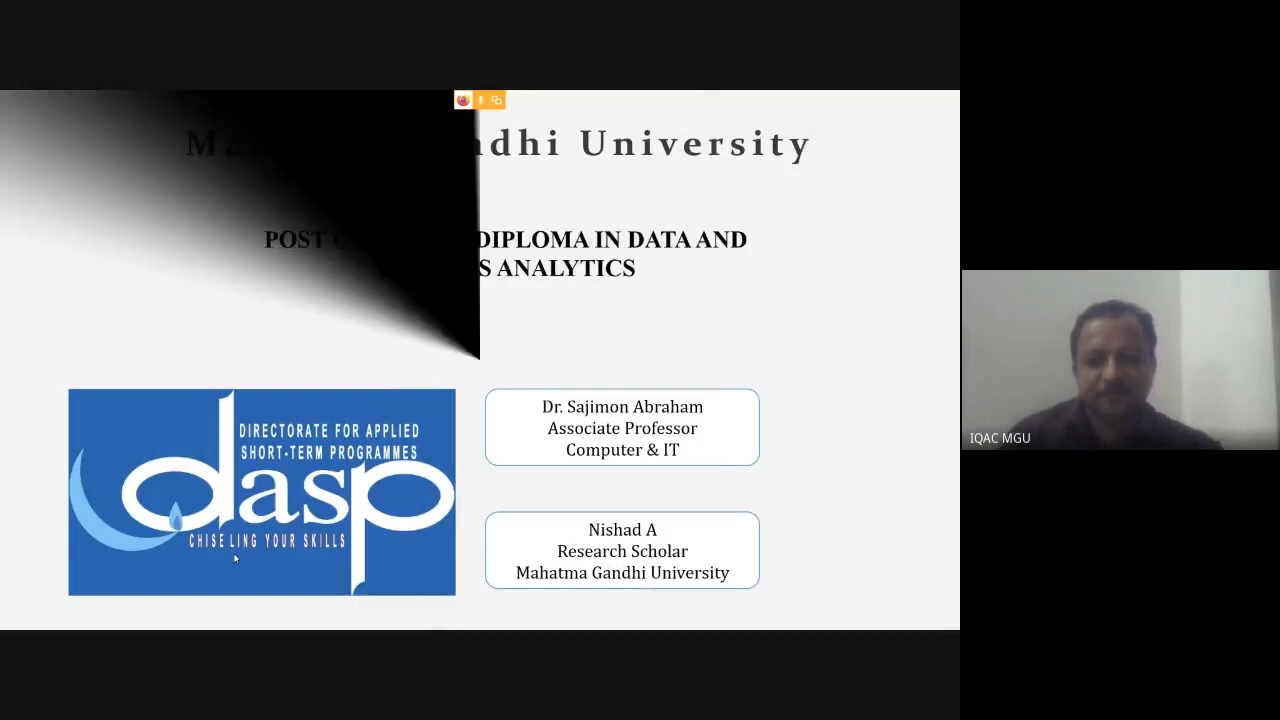 Gandhi University
POST DIPLOMA IN DATA AND
S ANALYTICS
DIRECTORATE FOR APPLIED
SHORT-TERM PROGRAMMES
dasp
CHISELING YOUR SKILLS
Dr. Sajimon Abraham
Associate Professor
Computer & IT
Nishad A
Research Scholar
Mahatma Gandhi University
IQAC MGU